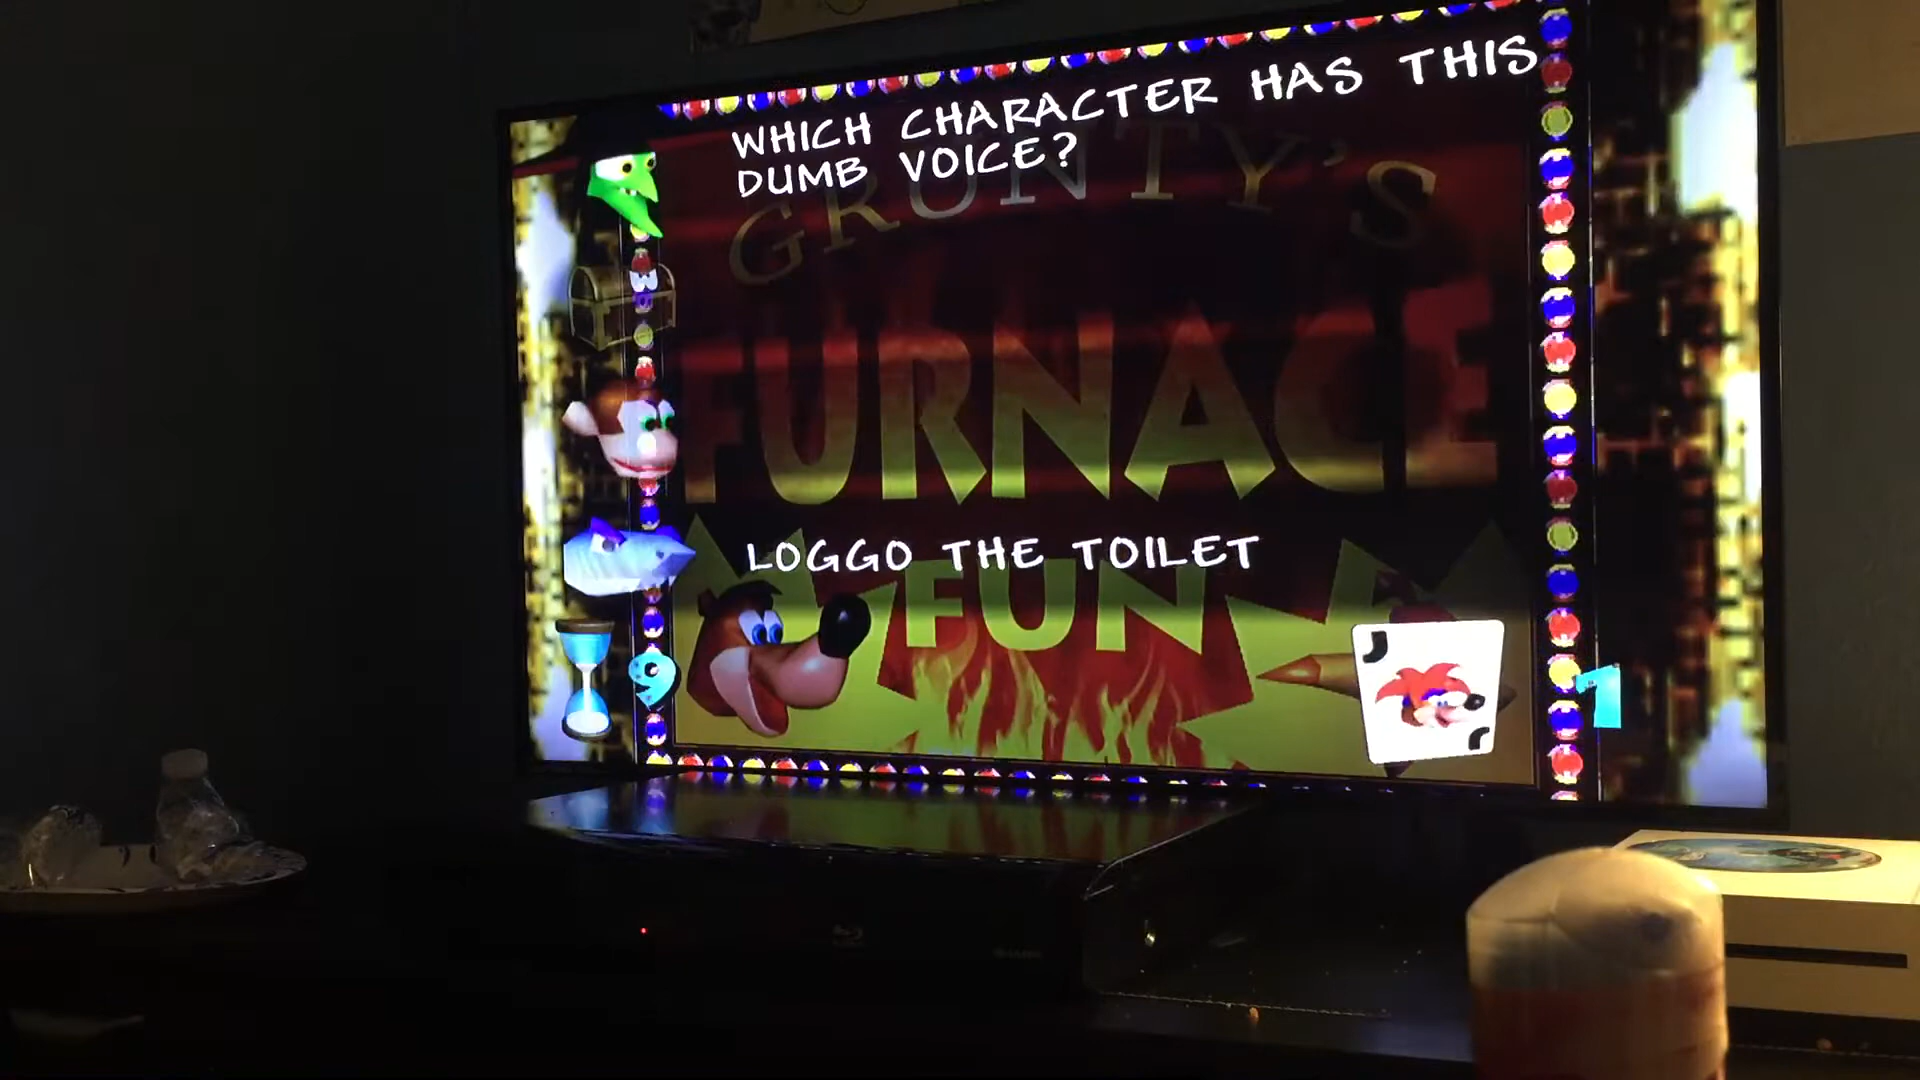 WHICH CHARACTER HAS THIS
DUMB VOICE?
GRUNTY'S
FURNACE
LOGGO THE TOILET
FUN
9
J
J
1